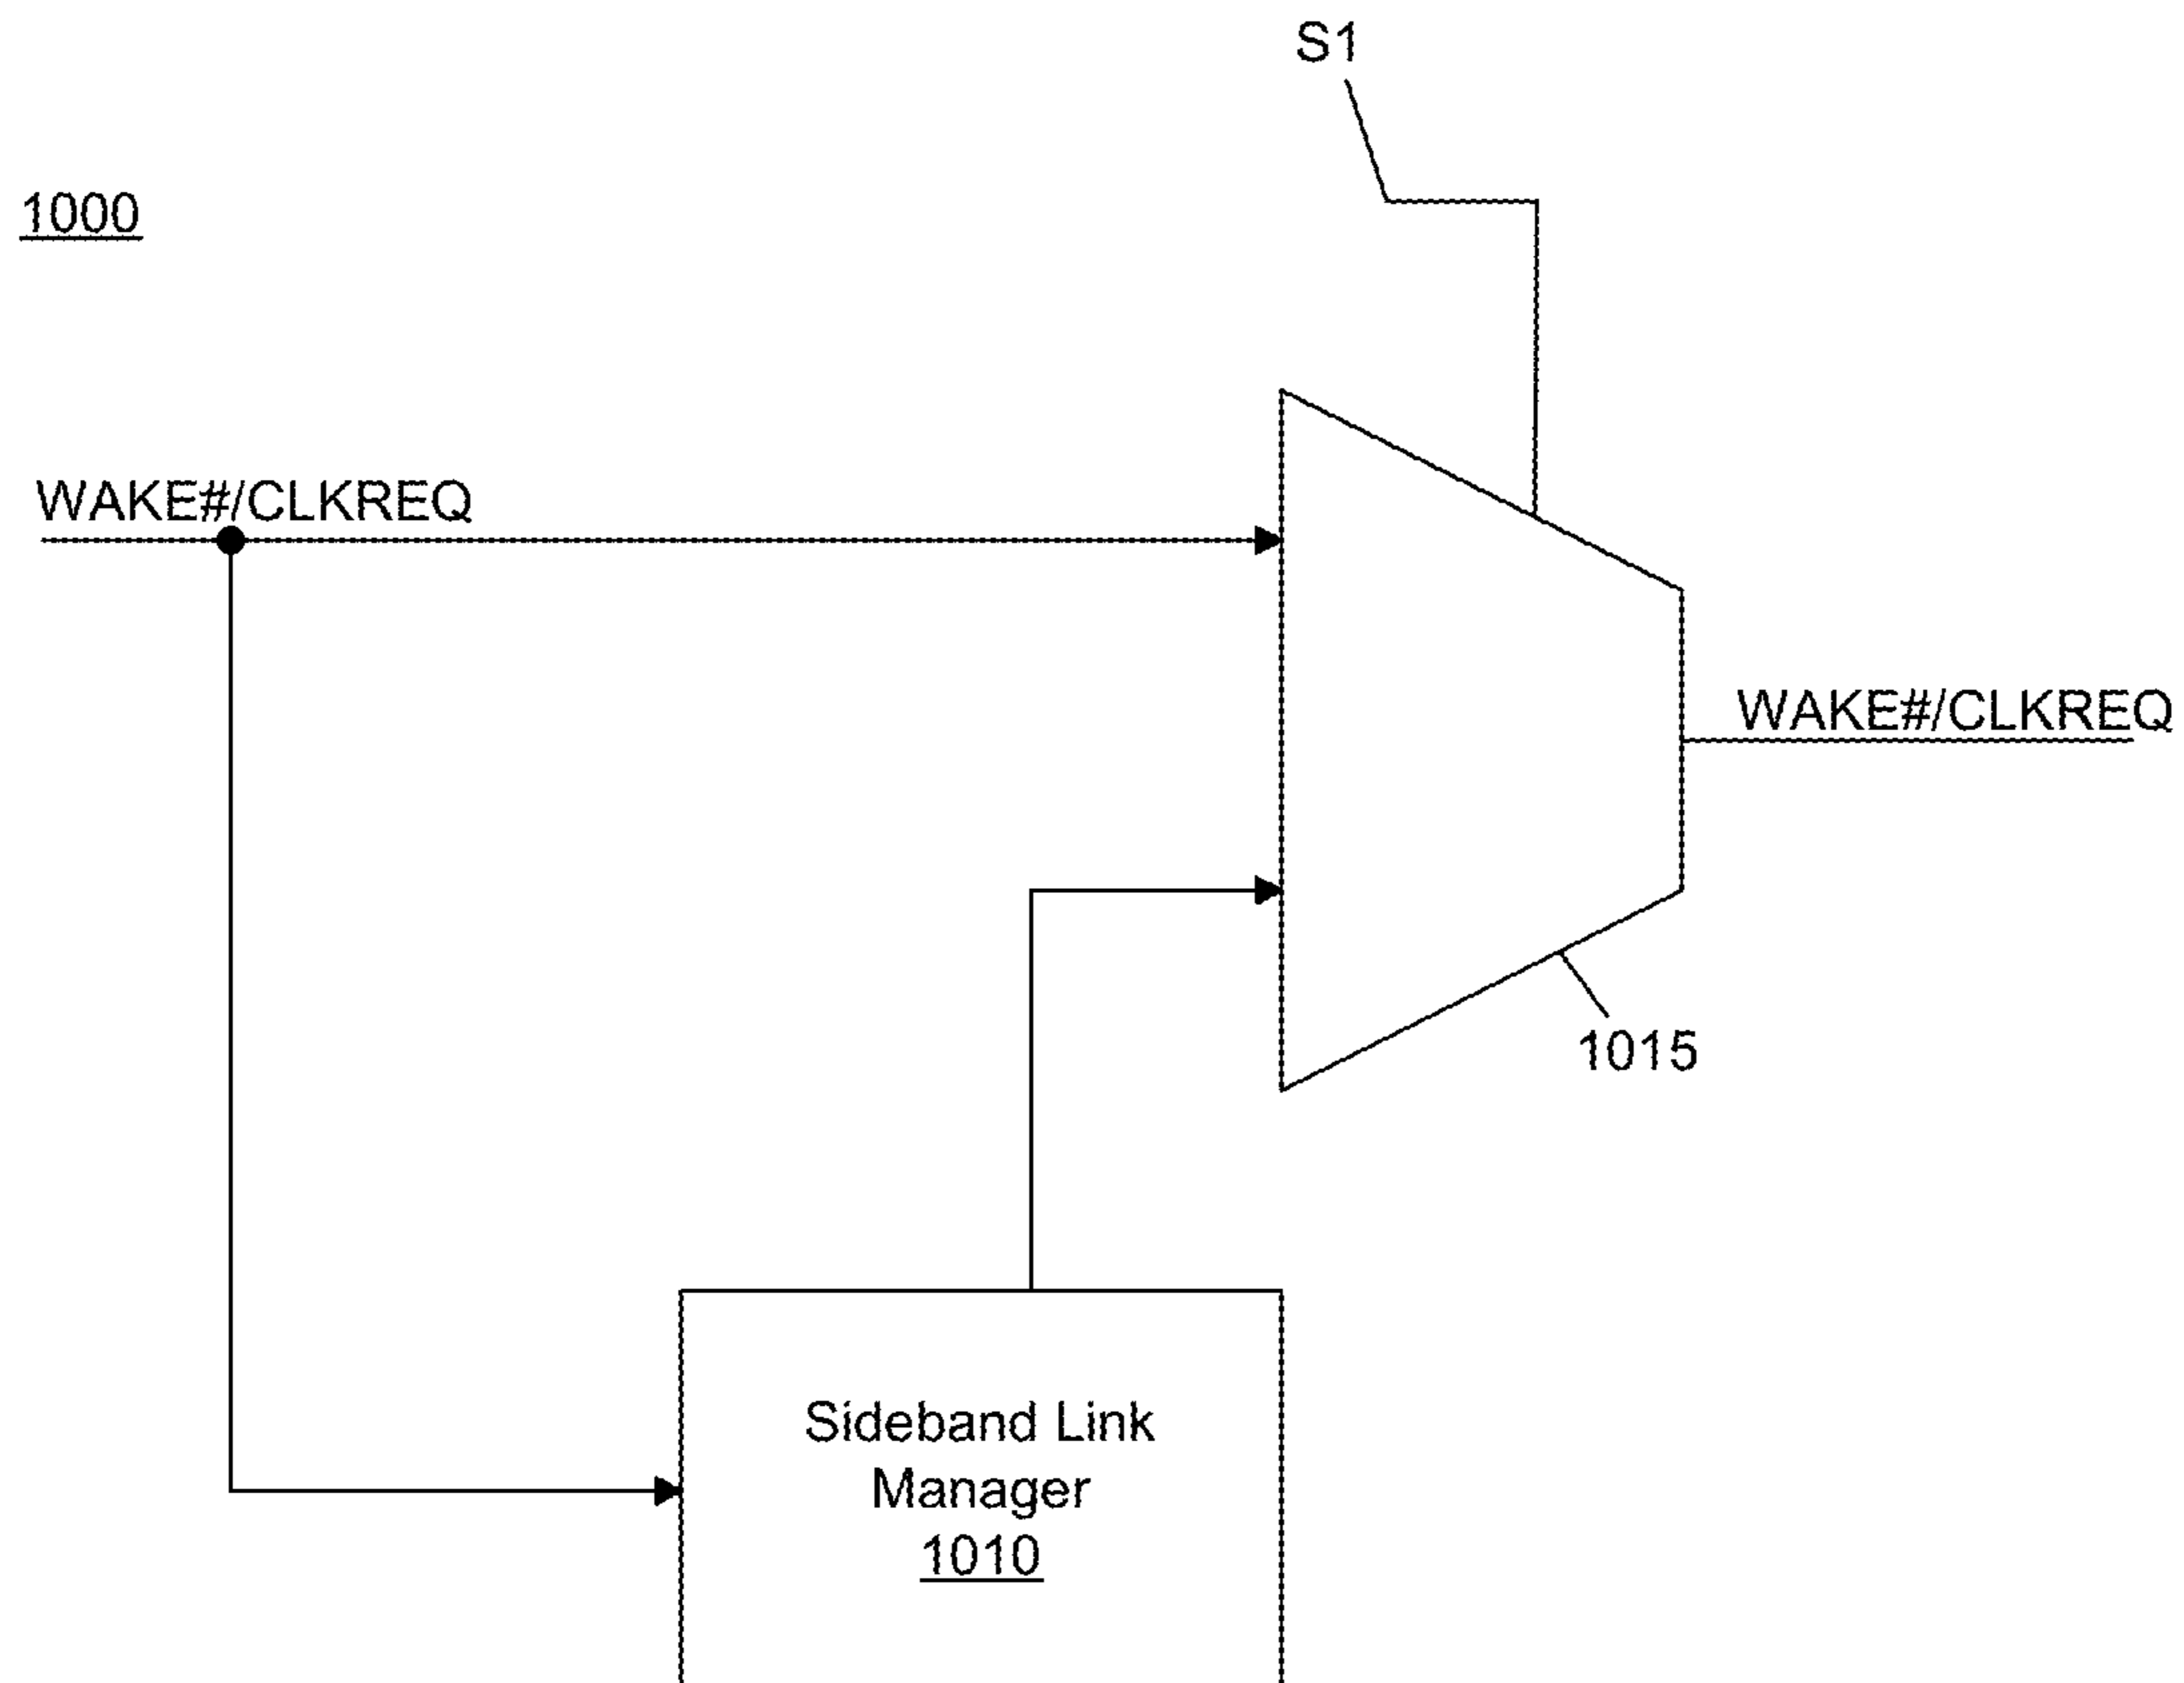 S1
1000
WAKE#/CLKREQ
WAKE#/CLKREQ
1015
Sideband Link
Manager
1010